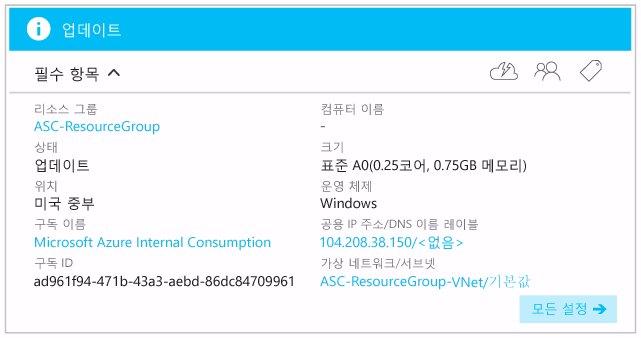 업데이트
필수 항목
리소스 그룹
ASC-ResourceGroup
상태
업데이트
위치
미국 중부
구독 이름
Microsoft Azure Internal Consumption
구독 ID
ad961f94-471b-43a3-aebd-86dc84709961
컴퓨터 이름
-
크기
표준 A0(0.25코어, 0.75GB 메모리)
운영 체제
Windows
공용 IP 주소/DNS 이름 레이블
104.208.38.150/<없음>
가상 네트워크/서브넷
ASC-ResourceGroup-VNet/기본값
모든 설정 →